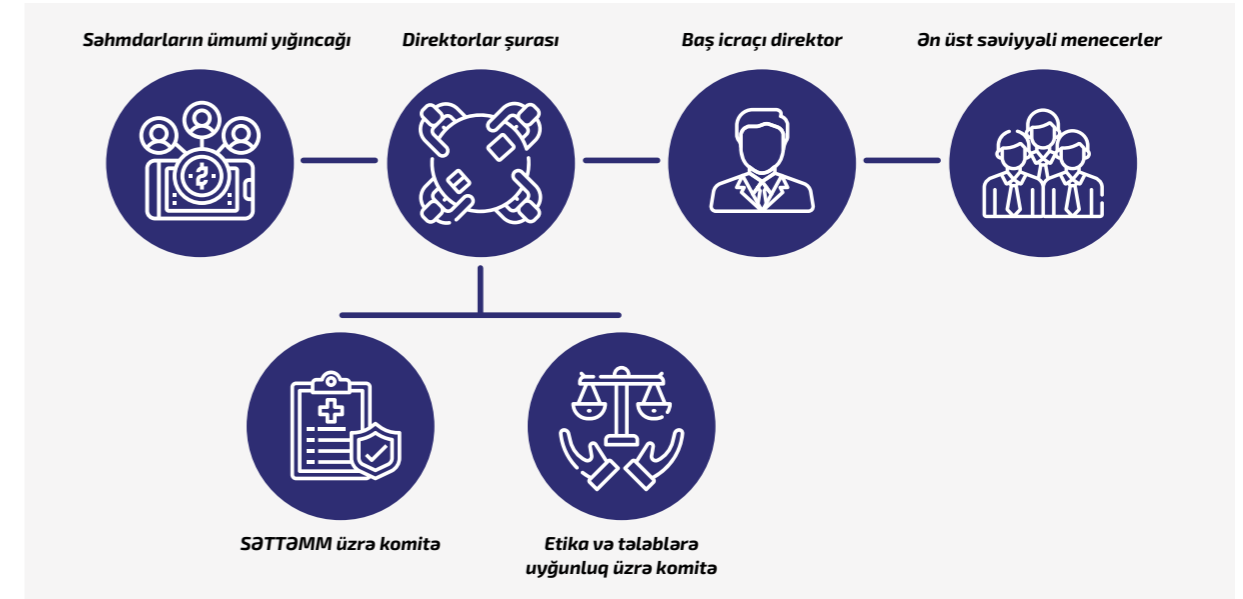 Səhmdarların ümumi yığıncağı
Direktorlar şurası
Baş icraçı direktor
Ən üst səviyyəli menecerler
SƏTTƏMM üzrə komitə
Etika və tələblərə
uyğunluq üzrə komitə